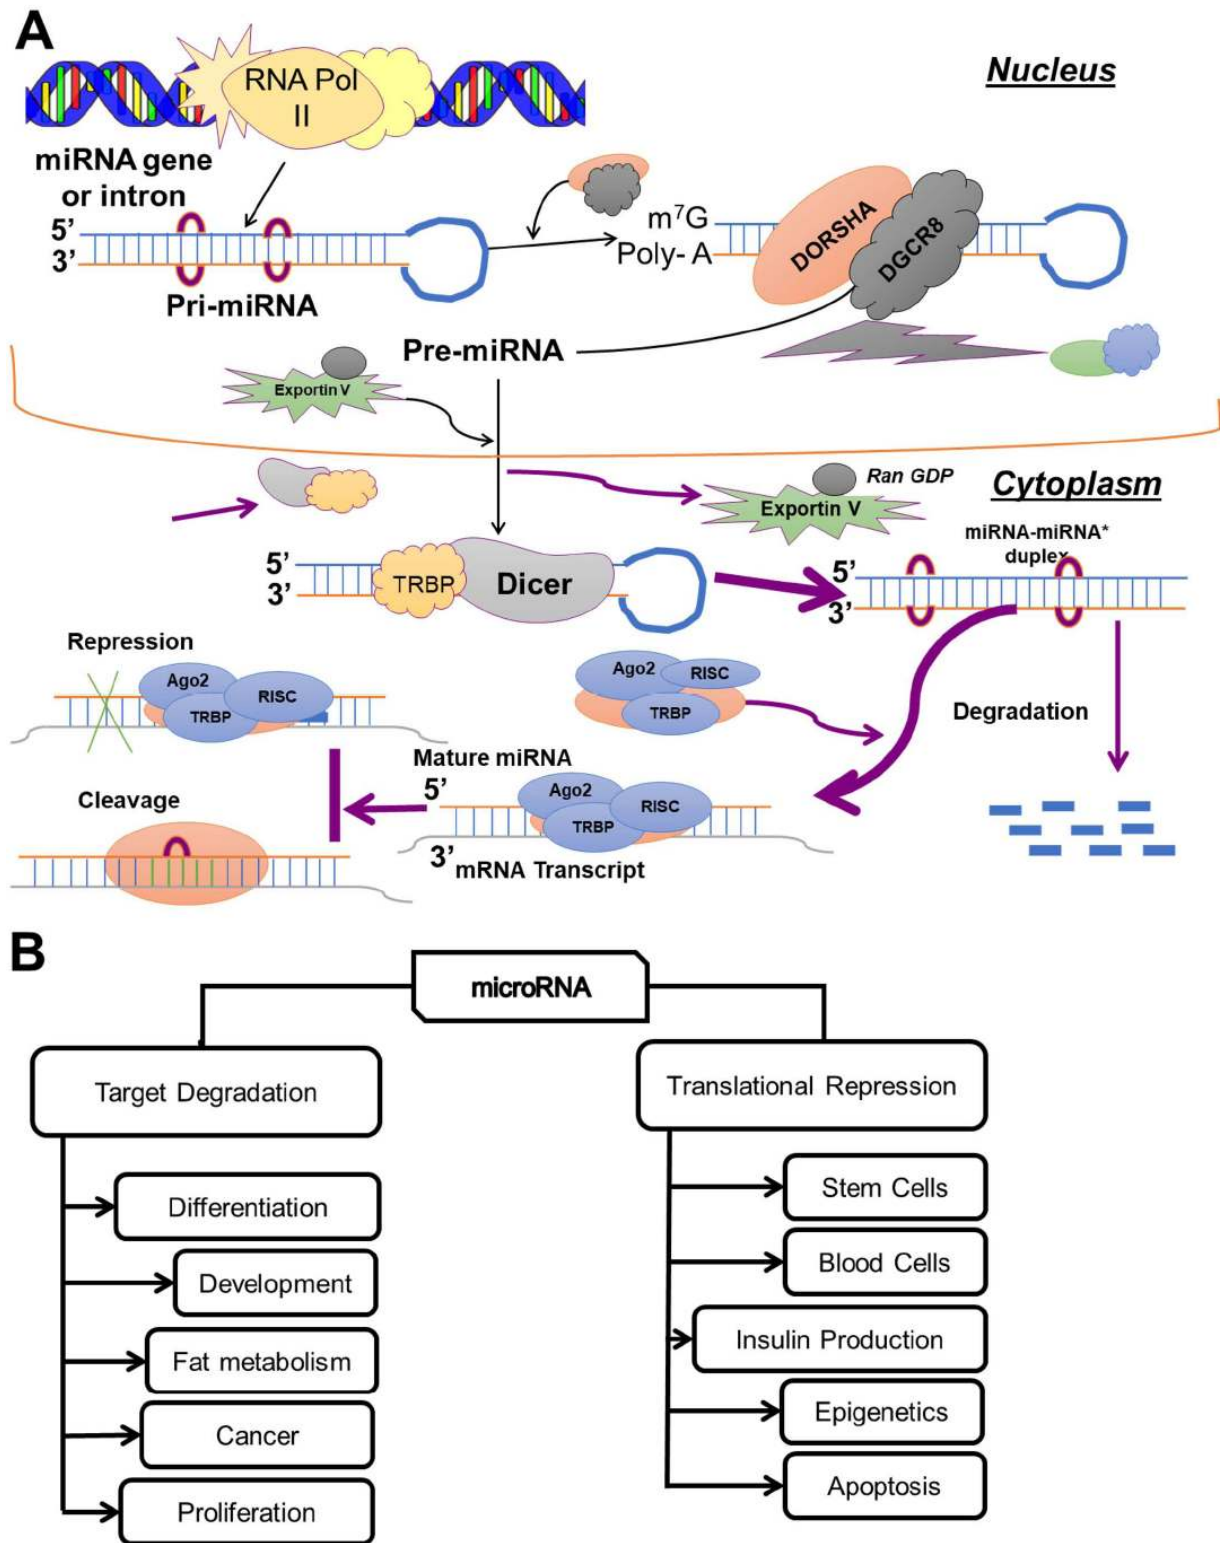 A
RNA Pol
II
Nucleus
miRNA gene
or intron
5’
3’
Pri-miRNA
m⁷G
Poly- A
DORSHA
DGCR8
Pre-miRNA
Exportin V
Ran GDP
Exportin V
Cytoplasm
miRNA-miRNA*
duplex
5’
3’
TRBP
Dicer
5’
3’
Repression
Ago2
RISC
TRBP
Ago2
RISC
TRBP
Degradation
Mature miRNA
5’
Ago2
RISC
TRBP
3’
mRNA Transcript
Cleavage
B
microRNA
Target Degradation
Differentiation
Development
Fat metabolism
Cancer
Proliferation
Translational Repression
Stem Cells
Blood Cells
Insulin Production
Epigenetics
Apoptosis